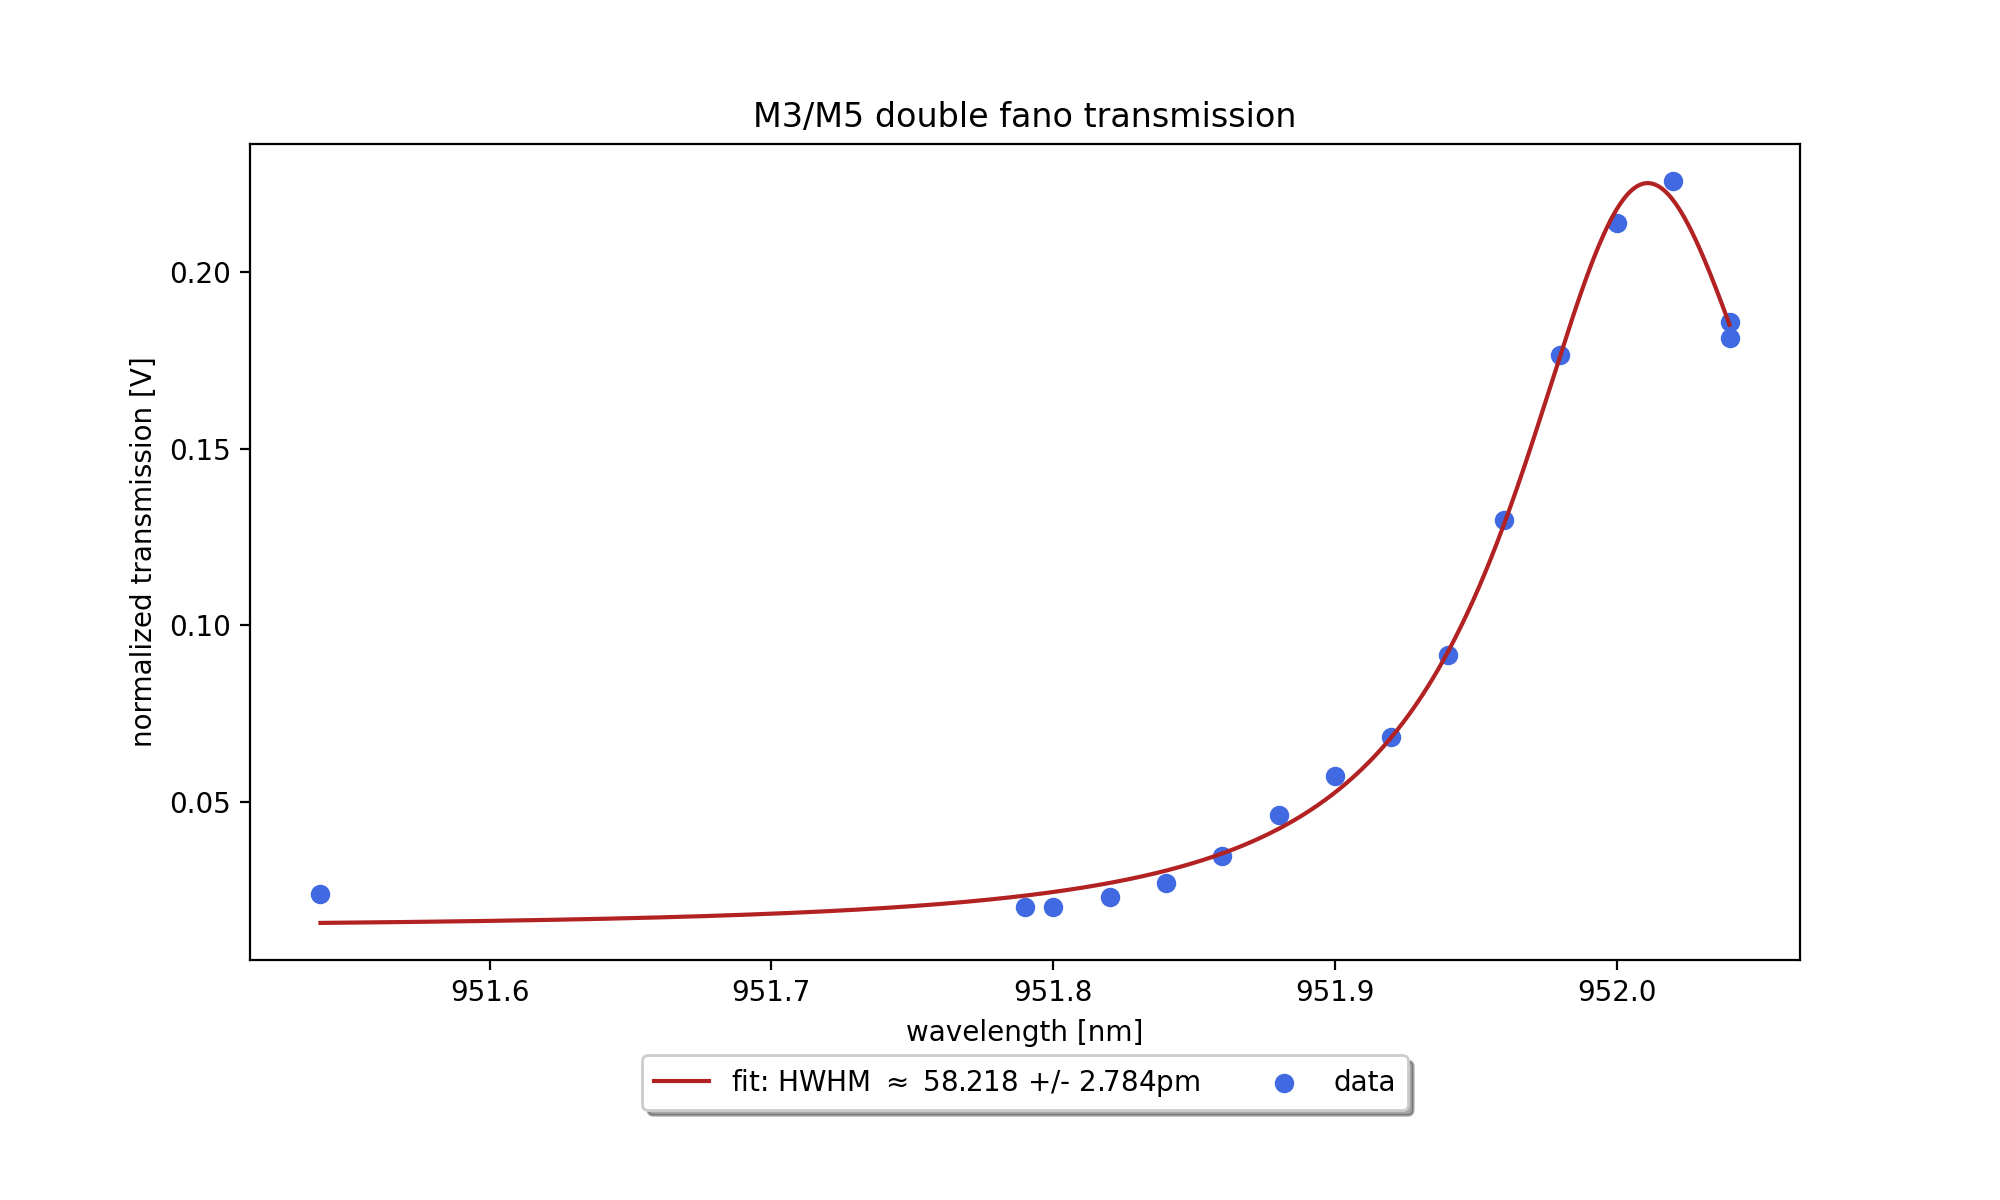 M3/M5 double fano transmission
normalized transmission [V]
0.20
0.15
0.10
0.05
951.6 951.7 951.8 951.9 952.0
wavelength [nm]
fit: HWHM ≈ 58.218 +/- 2.784pm data